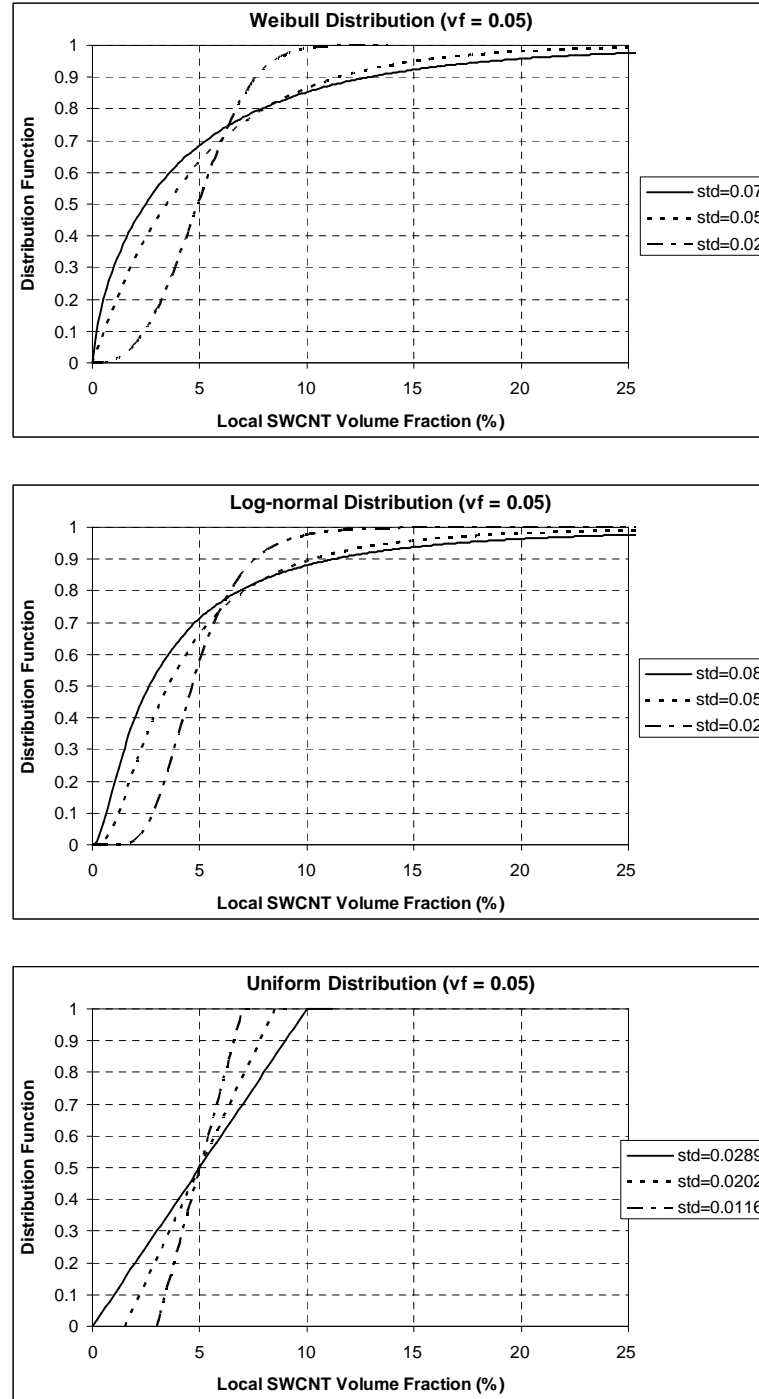 Weibull Distribution (vf = 0.05)
1
0.9
0.8
0.7
0.6
0.5
0.4
0.3
0.2
0.1
0
Distribution Function
0 5 10 15 20 25
Local SWCNT Volume Fraction (%)
std=0.07
std=0.05
std=0.02
Log-normal Distribution (vf = 0.05)
1
0.9
0.8
0.7
0.6
0.5
0.4
0.3
0.2
0.1
0
Distribution Function
0 5 10 15 20 25
Local SWCNT Volume Fraction (%)
std=0.08
std=0.05
std=0.02
Uniform Distribution (vf = 0.05)
1
0.9
0.8
0.7
0.6
0.5
0.4
0.3
0.2
0.1
0
Distribution Function
0 5 10 15 20 25
Local SWCNT Volume Fraction (%)
std=0.0289
std=0.0202
std=0.0116